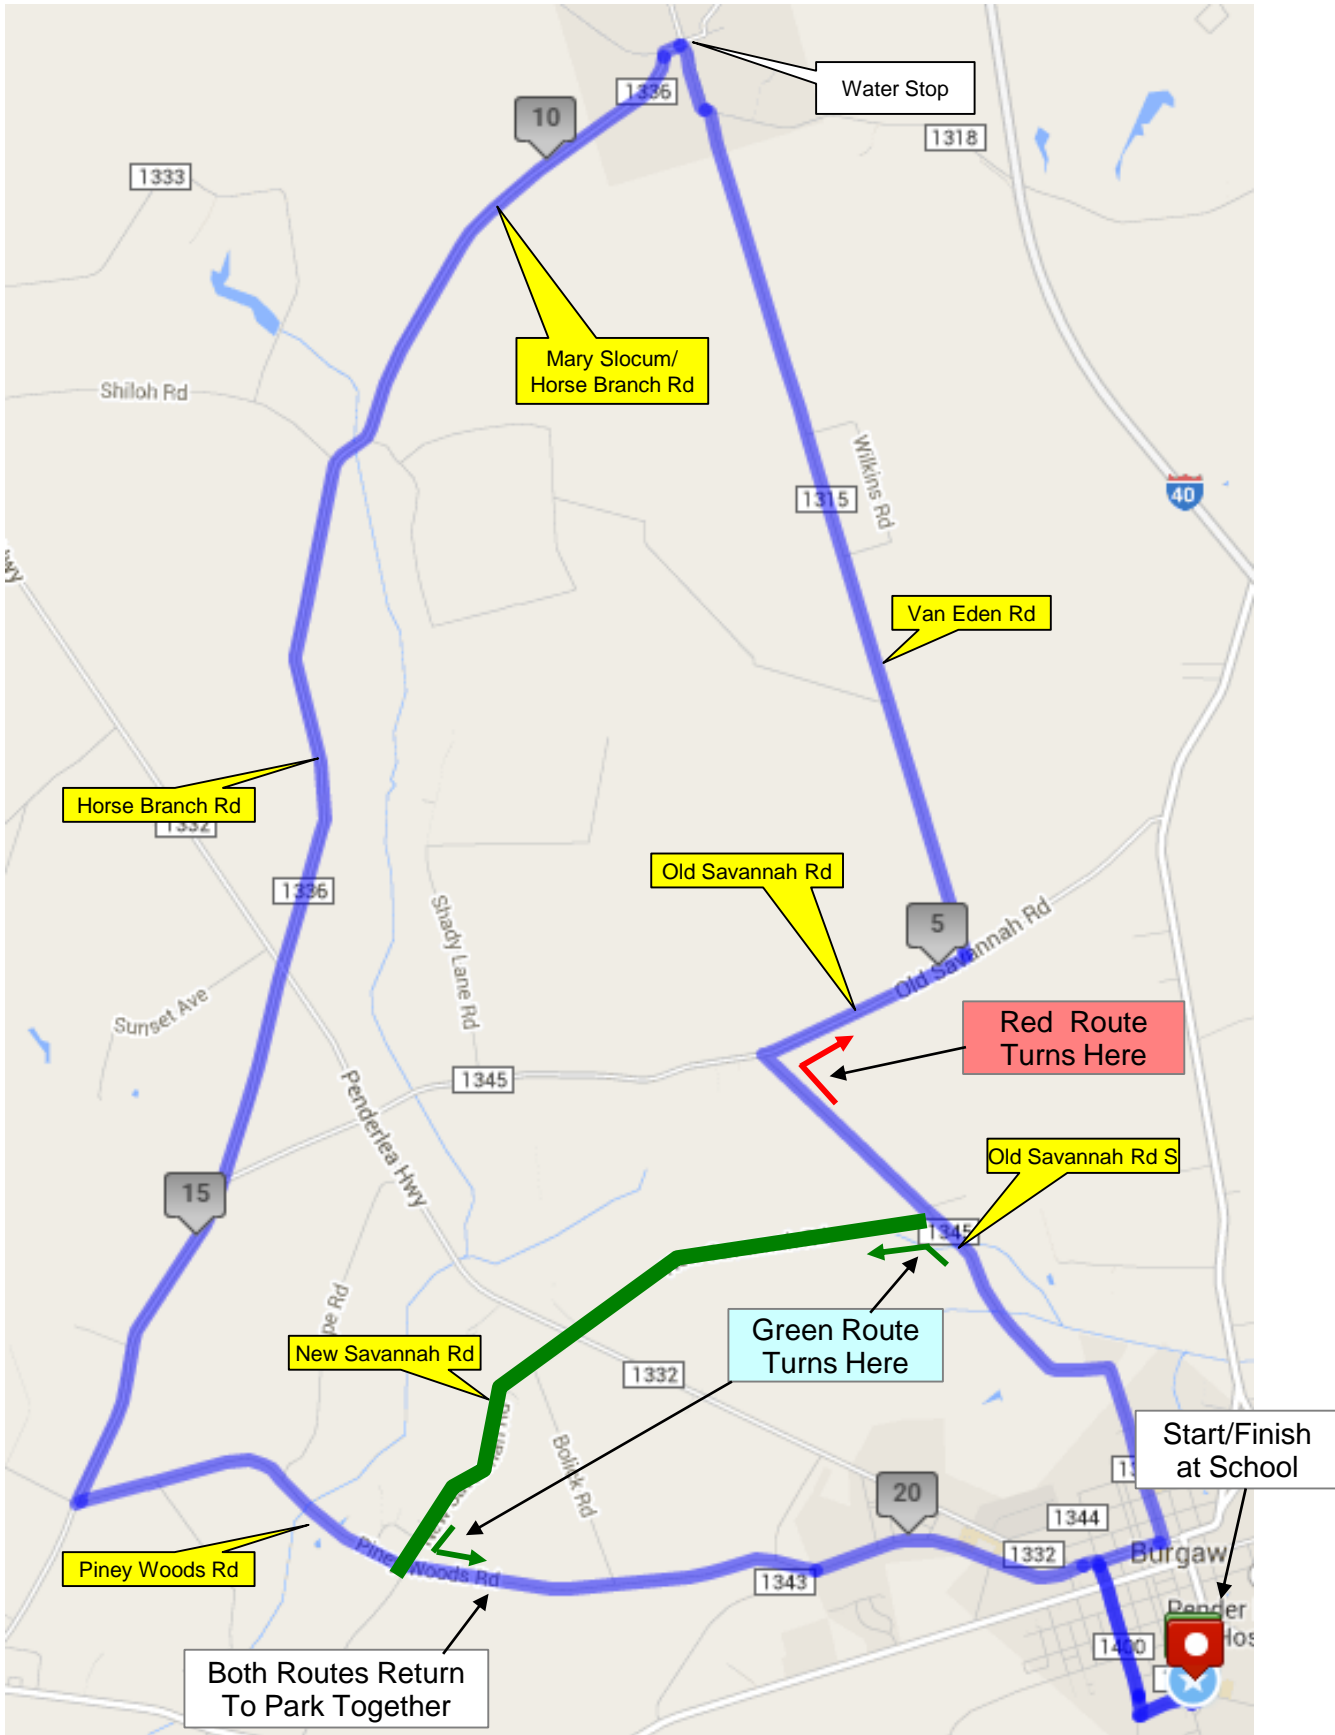 Water Stop
1336
10
1318
1333
Mary Slocum/
Horse Branch Rd
Shiloh Rd
Wilkins Rd
40
1315
Van Eden Rd
Horse Branch Rd
1332
Old Savannah Rd
1336
5
Shady Lane Rd
Old Savannah Rd
Sunset Ave
Red Route
Turns Here
1345
Penderlea Hwy
Old Savannah Rd S
15
1345
Green Route
Turns Here
New Savannah Rd
1332
Start/Finish
at School
Bolick Rd
20
1344
Burgaw
1332
Piney Woods Rd
Piney Woods Rd
1343
Pender
1400
Both Routes Return
To Park Together